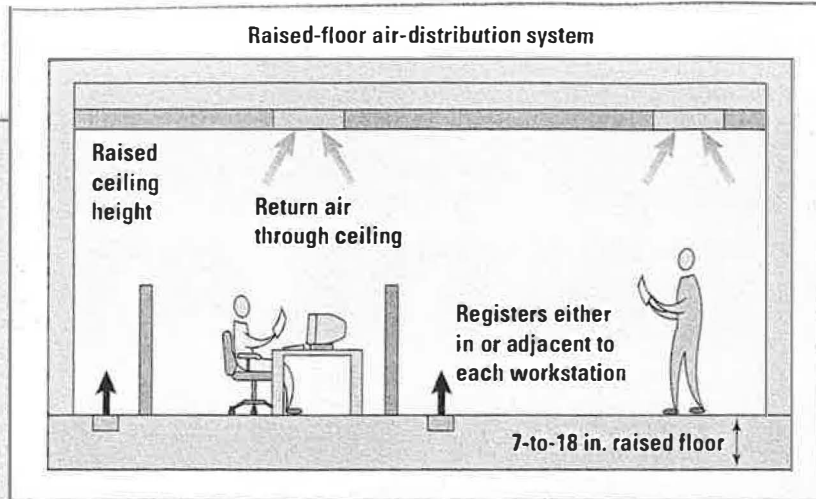 Raised-floor air-distribution system
Raised
ceiling
height
Return air
through ceiling
Registers either
in or adjacent to
each workstation
7-to-18 in. raised floor